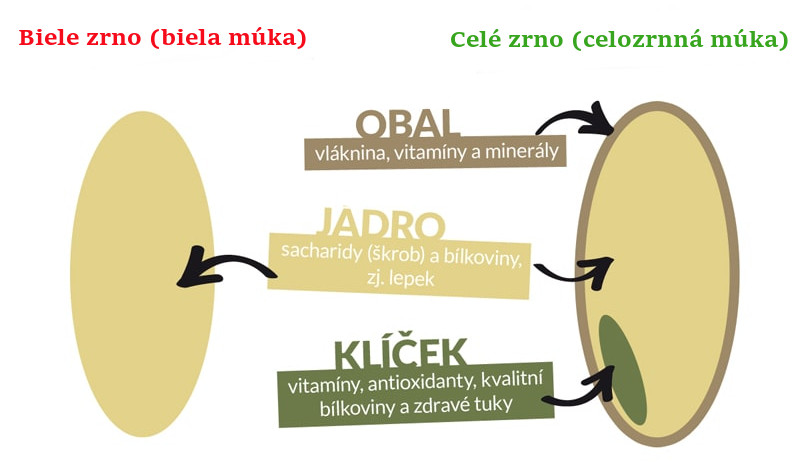 Biele zrno (biela múka)
Celé zrno (celozrnná múka)
OBAL
vláknina, vitamíny a minerály
JÁDRO
sacharidy (škrob) a bílkoviny,
zj. lepek
KLÍČEK
vitamíny, antioxidanty, kvalitní
bílkoviny a zdravé tuky